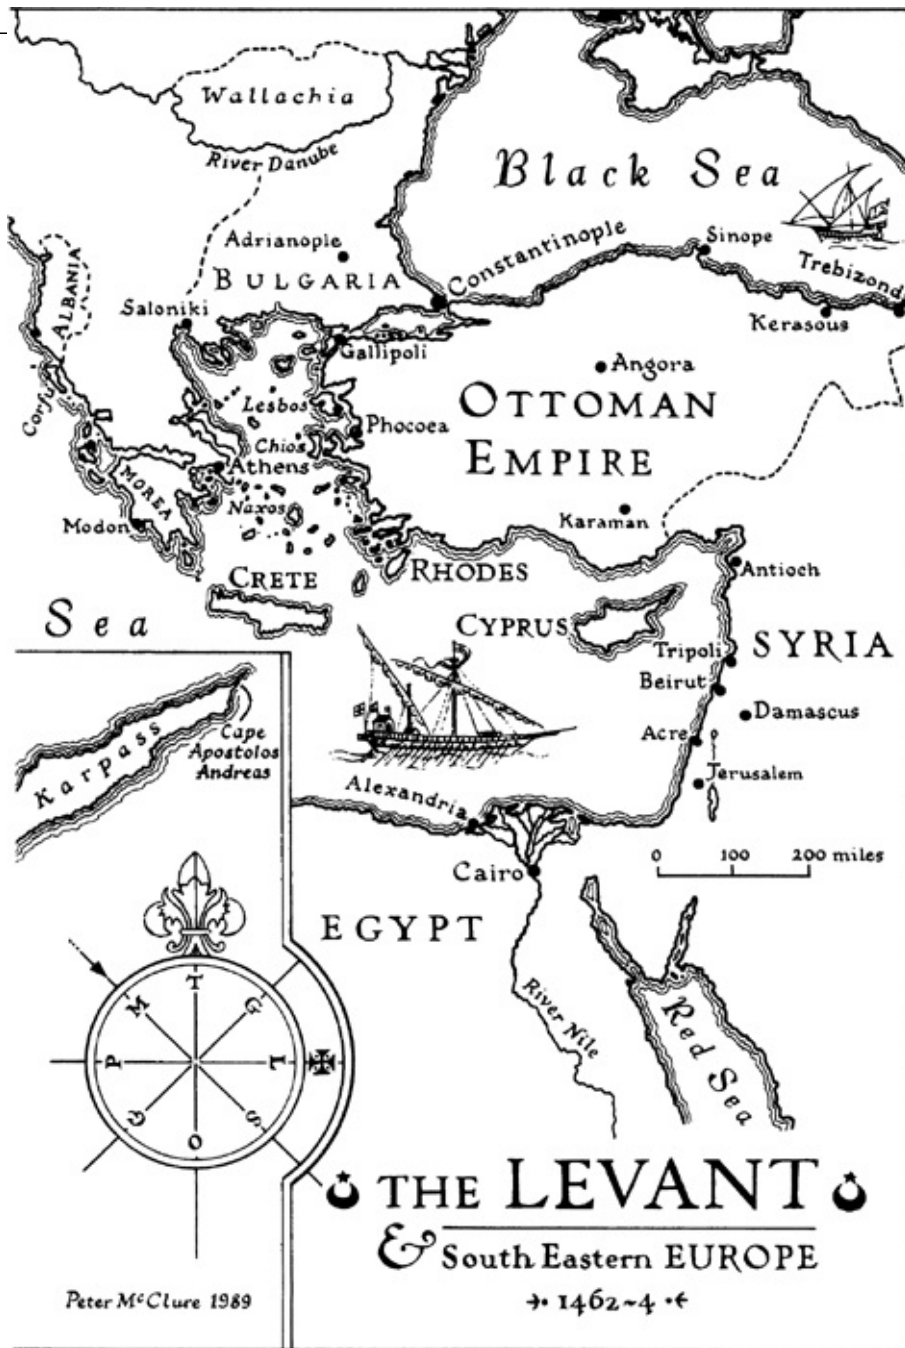 Wallachia
River Danube
Black Sea
Adrianople
BULGARIA
Constantinople
Sinope
Trebizond
Kerasous
ALBANIA
Saloniki
Gallipoli
Angora
OTTOMAN
EMPIRE
Corfu
Lesbos
Phocoea
Chios
Athens
MOREA
Naxos
Modon
Karaman
Antioch
CRETE
RHODES
Sea
CYPRUS
Tripoli
SYRIA
Beirut
Damascus
Acre
Jerusalem
Karpass
Cape
Apostolos
Andreas
Alexandria
0 100 200 miles
Cairo
EGYPT
River Nile
Red Sea
T
M G
P L
G S
O
THE LEVANT
& South Eastern EUROPE
1462~4
Peter McClure 1989